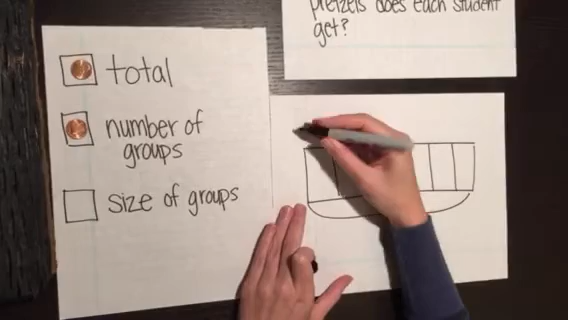 pretzels does each student
get?
total
number of
groups
size of groups